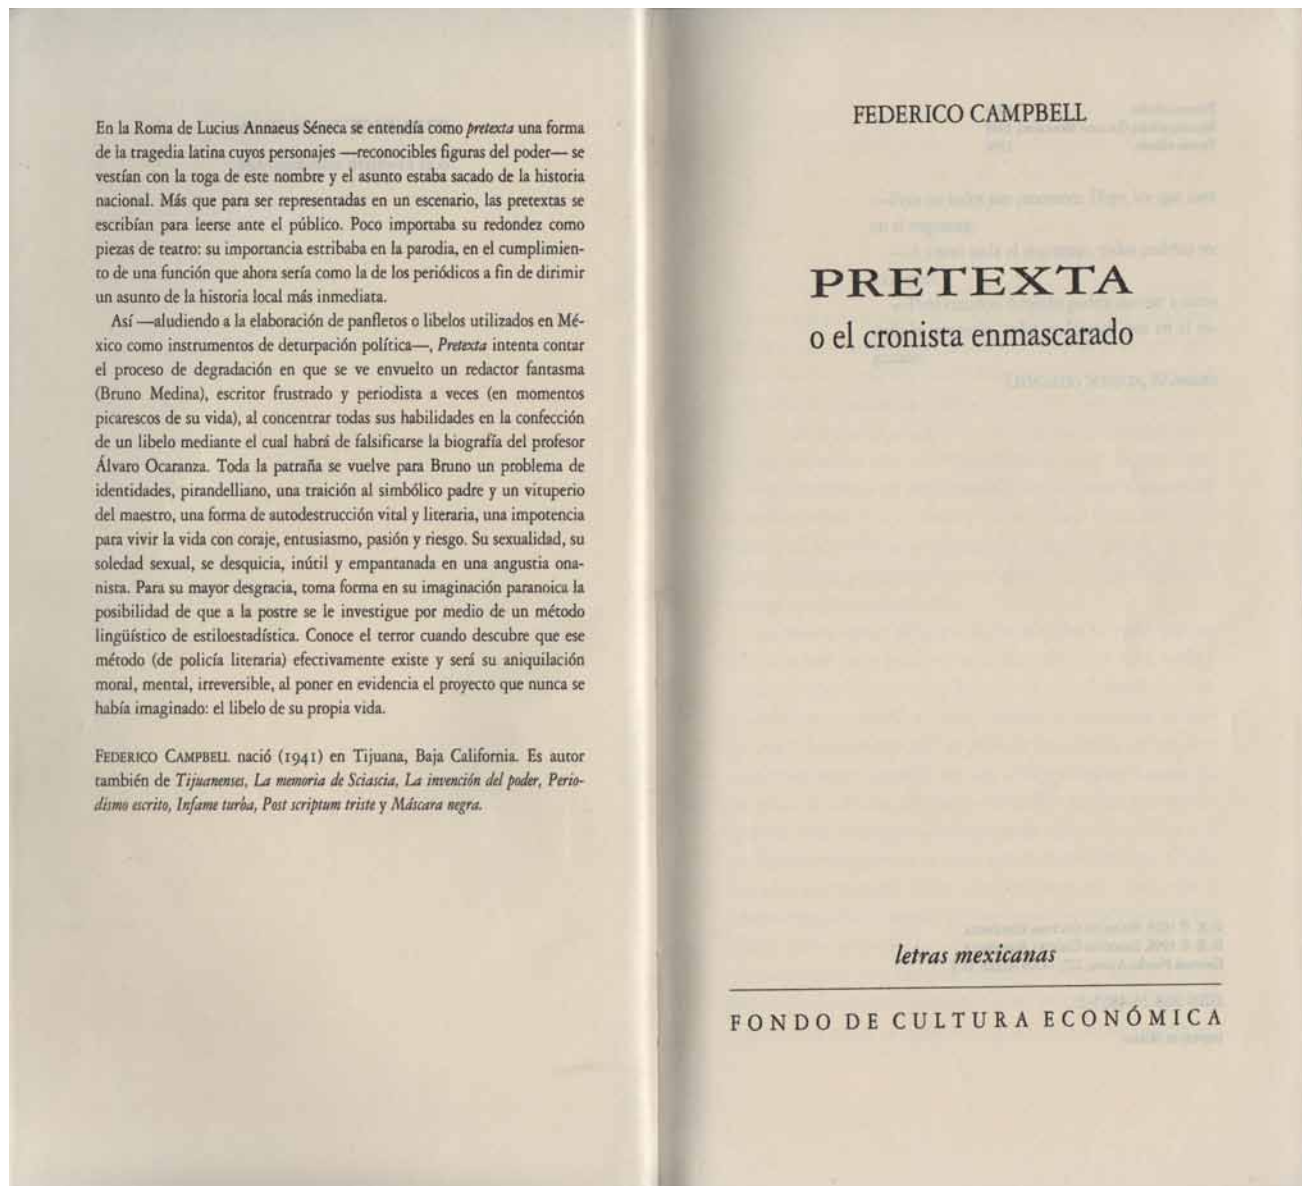 En la Roma de Lucius Annaeus Séneca se entendía como pretexta una forma
de la tragedia latina cuyos personajes —reconocibles figuras del poder— se
vestían con la toga de este nombre y el asunto estaba sacado de la historia
nacional. Más que para ser representadas en un escenario, las pretextas se
escribían para leerse ante el público. Poco importaba su redondez como
piezas de teatro: su importancia estribaba en la parodia, en el cumplimien-
to de una función que ahora sería como la de los periódicos a fin de dirimir
un asunto de la historia local más inmediata.
Así —aludiendo a la elaboración de panfletos o libelos utilizados en Mé-
xico como instrumentos de deturpación política—, Pretexta intenta contar
el proceso de degradación en que se ve envuelto un redactor fantasma
(Bruno Medina), escritor frustrado y periodista a veces (en momentos
picarescos de su vida), al concentrar todas sus habilidades en la confección
de un libelo mediante el cual habrá de falsificarse la biografía del profesor
Álvaro Ocaranza. Toda la patraña se vuelve para Bruno un problema de
identidades, pirandelliano, una traición al simbólico padre y un vituperio
del maestro, una forma de autodestrucción vital y literaria, una impotencia
para vivir la vida con coraje, entusiasmo, pasión y riesgo. Su sexualidad, su
soledad sexual, se desquicia, inútil y empantanada en una angustia ona-
nista. Para su mayor desgracia, toma forma en su imaginación paranoica la
posibilidad de que a la postre se le investigue por medio de un método
lingüístico de estiloestadística. Conoce el terror cuando descubre que ese
método (de policía literaria) efectivamente existe y será su aniquilación
moral, mental, irreversible, al poner en evidencia el proyecto que nunca se
había imaginado: el libelo de su propia vida.
FEDERICO CAMPBELL nació (1941) en Tijuana, Baja California. Es autor
también de Tijuanenses, La memoria de Sciascia, La invención del poder, Perio-
dismo escrito, Infame turba, Post scriptum triste y Máscara negra.
FEDERICO CAMPBELL
PRETEXTA
o el cronista enmascarado
letras mexicanas
FONDO DE CULTURA ECONÓMICA